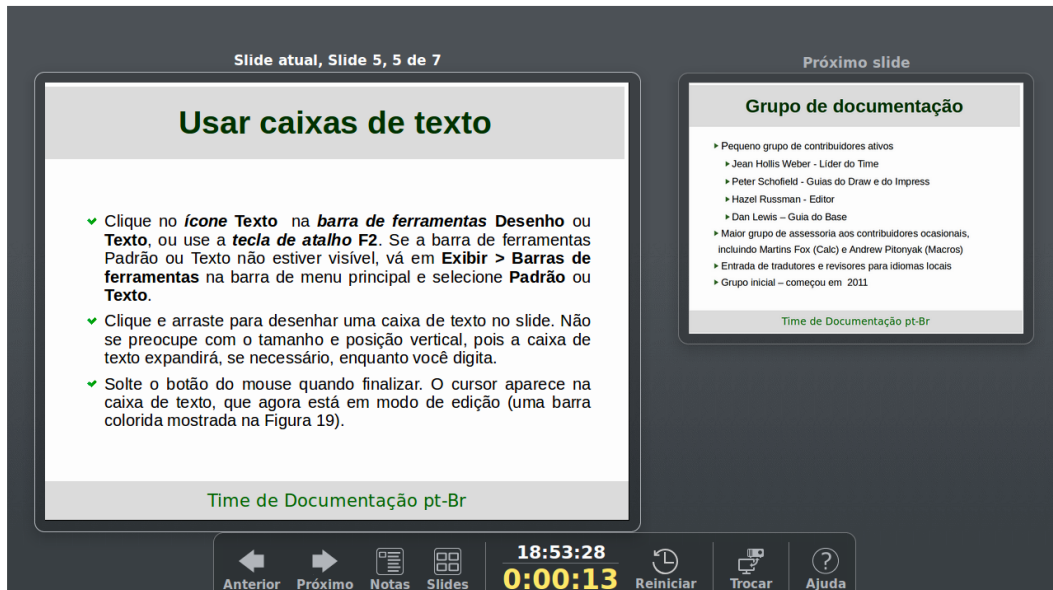 Slide atual, Slide 5, 5 de 7
Usar caixas de texto
Clique no ícone Texto na barra de ferramentas Desenho ou
Texto, ou use a tecla de atalho F2. Se a barra de ferramentas
Padrão ou Texto não estiver visível, vá em Exibir > Barras de
ferramentas na barra de menu principal e selecione Padrão ou
Texto.
Clique e arraste para desenhar uma caixa de texto no slide. Não
se preocupe com o tamanho e posição vertical, pois a caixa de
texto expandirá, se necessário, enquanto você digita.
Solte o botão do mouse quando finalizar. O cursor aparece na
caixa de texto, que agora está em modo de edição (uma barra
colorida mostrada na Figura 19).
Time de Documentação pt-Br
Próximo slide
Grupo de documentação
Pequeno grupo de contribuidores ativos
Jean Hollis Weber - Líder do Time
Peter Schofield - Guias do Draw e do Impress
Hazel Russman - Editor
Dan Lewis – Guia do Base
Maior grupo de assessoria aos contribuidores ocasionais,
incluindo Martins Fox (Calc) e Andrew Pitonyak (Macros)
Entrada de tradutores e revisores para idiomas locais
Grupo inicial – começou em 2011
Time de Documentação pt-Br
Anterior
Próximo
Notas
Slides
18:53:28
0:00:13
Reiniciar
Trocar
Ajuda